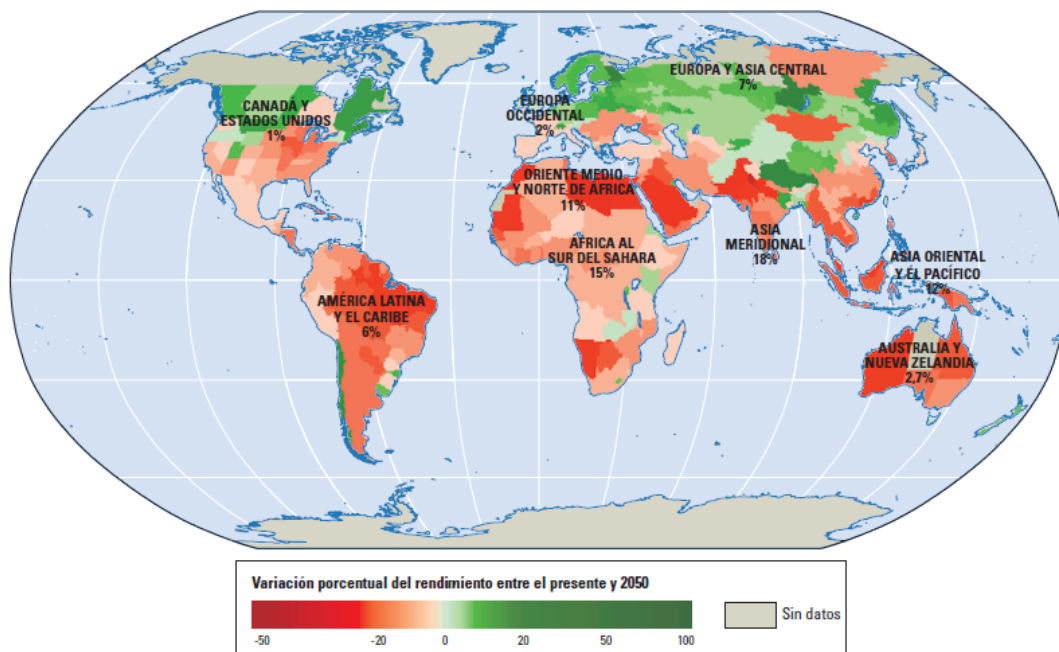 EUROPA Y ASIA CENTRAL
7%
CANADÁ Y
ESTADOS UNIDOS
1%
EUROPA
OCCIDENTAL
2%
ORIENTE MEDIO
Y NORTE DE ÁFRICA
11%
ÁFRICA AL
SUR DEL SAHARA
15%
ASIA
MERIDIONAL
18%
ASIA ORIENTAL
Y EL PACÍFICO
12%
AMÉRICA LATINA
Y EL CARIBE
6%
AUSTRALIA Y
NUEVA ZELANDIA
2,7%
Variación porcentual del rendimiento entre el presente y 2050
-50 -20 0 20 50 100
Sin datos